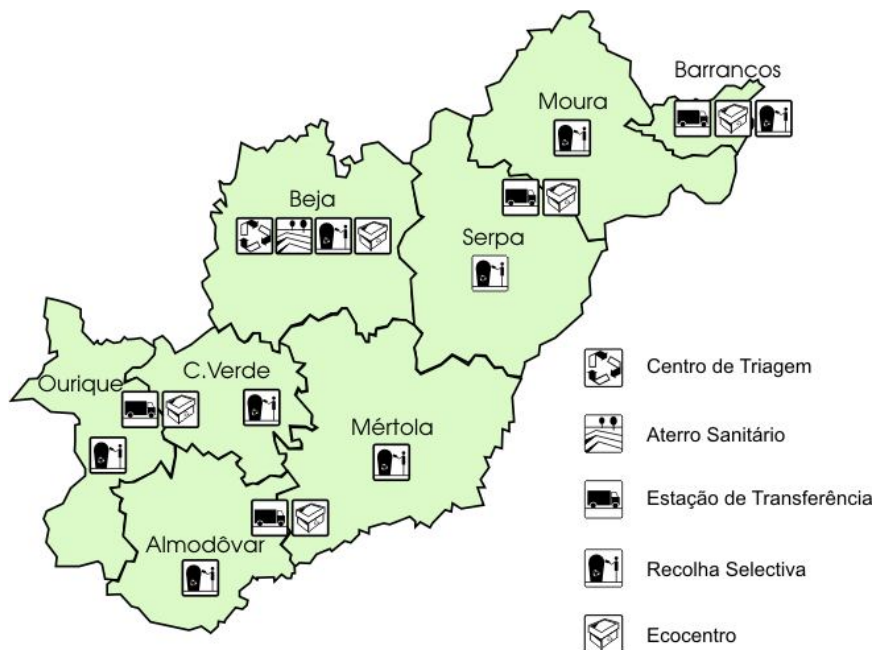 Barrancos
Moura
Beja
Serpa
Ourique
C.Verde
Mértola
Almodôvar
Centro de Triagem
Aterro Sanitário
Estação de Transferência
Recolha Selectiva
Ecocentro